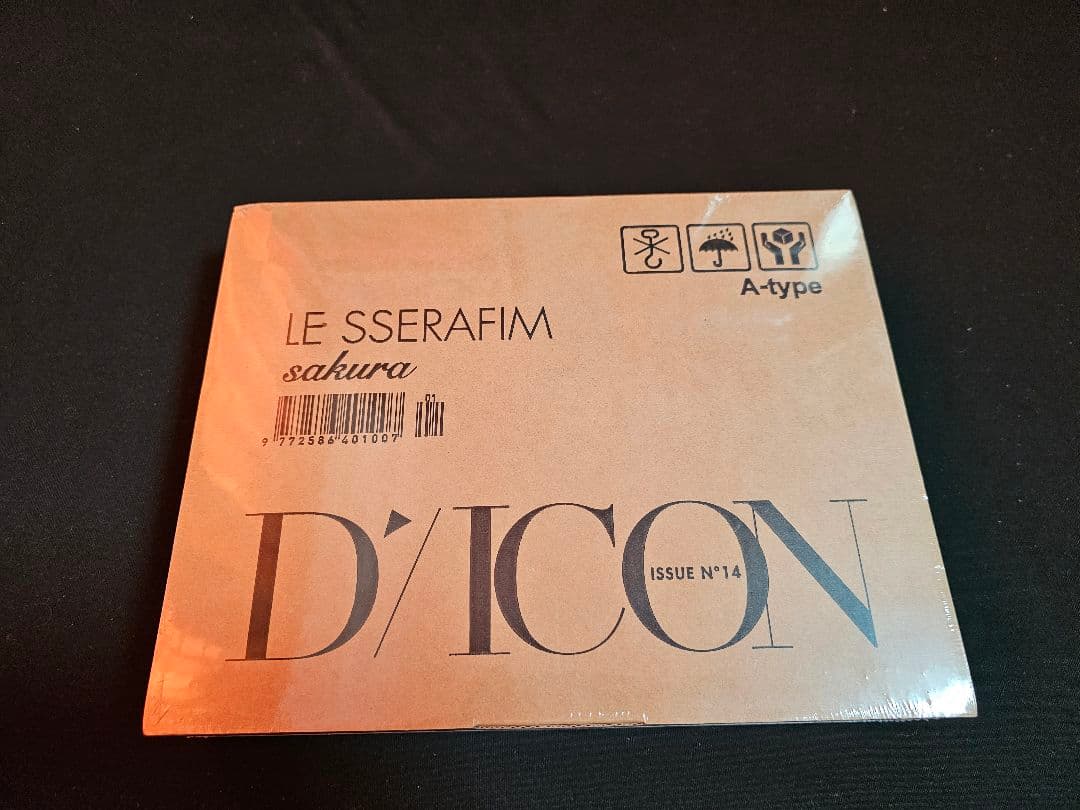 A-type
LE SSERAFIM
sakura
01
9 772586 401007
D'/ICON
ISSUE N°14